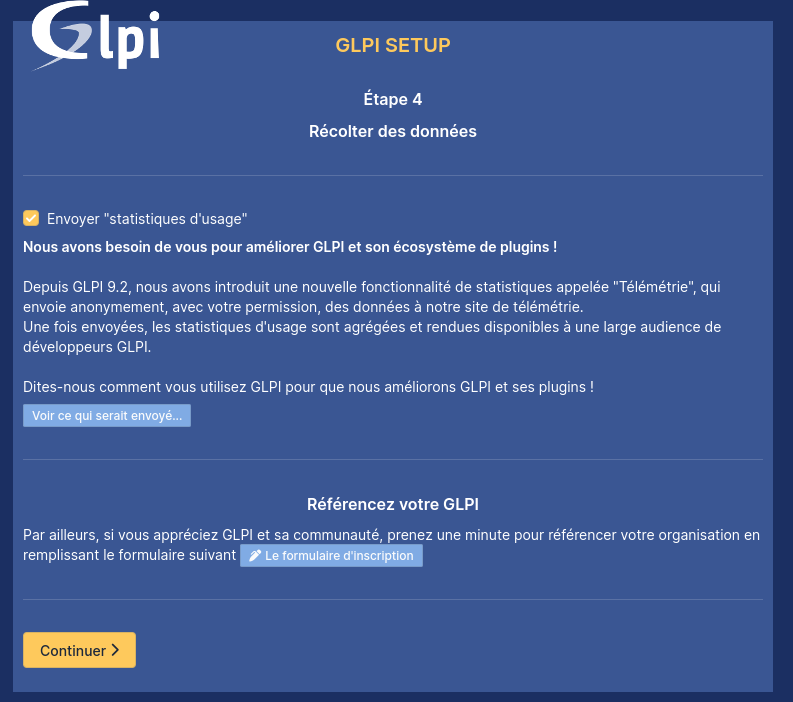 Glpi
GLPI SETUP
Étape 4
Récolter des données
Envoyer "statistiques d'usage"
Nous avons besoin de vous pour améliorer GLPI et son écosystème de plugins !
Depuis GLPI 9.2, nous avons introduit une nouvelle fonctionnalité de statistiques appelée "Télémétrie", qui
envoie anonymement, avec votre permission, des données à notre site de télémétrie.
Une fois envoyées, les statistiques d'usage sont agrégées et rendues disponibles à une large audience de
développeurs GLPI.
Dites-nous comment vous utilisez GLPI pour que nous améliorons GLPI et ses plugins !
Voir ce qui serait envoyé...
Référencez votre GLPI
Par ailleurs, si vous appréciez GLPI et sa communauté, prenez une minute pour référencer votre organisation en
remplissant le formulaire suivant Le formulaire d'inscription
Continuer